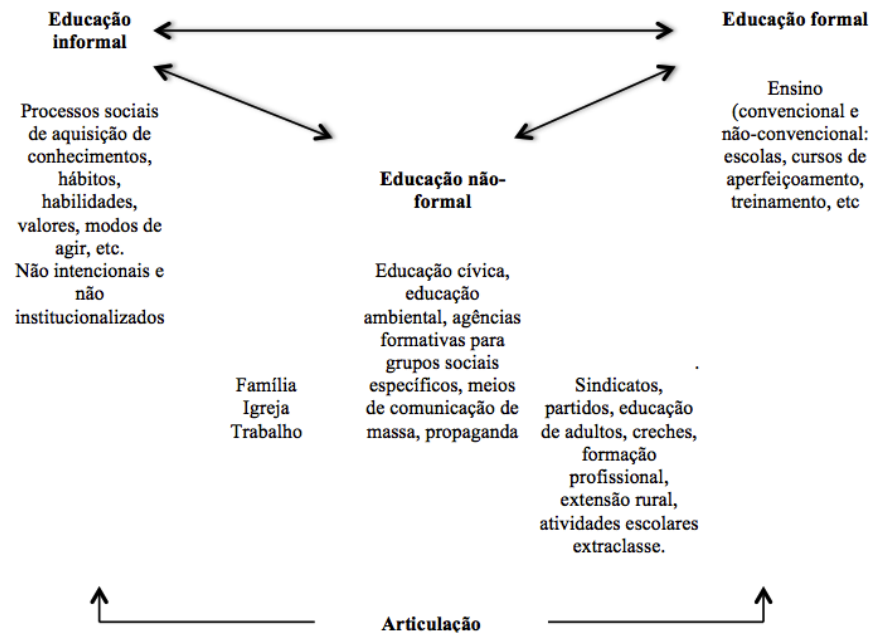 Educação
informal
Educação formal
Processos sociais
de aquisição de
conhecimentos,
hábitos,
habilidades,
valores, modos de
agir, etc.
Não intencionais e
não
institucionalizados
Ensino
(convencional e
não-convencional:
escolas, cursos de
aperfeiçoamento,
treinamento, etc
Educação não-
formal
Educação cívica,
educação
ambiental, agências
formativas para
grupos sociais
específicos, meios
de comunicação de
massa, propaganda
Família
Igreja
Trabalho
.
Sindicatos,
partidos, educação
de adultos, creches,
formação
profissional,
extensão rural,
atividades escolares
extraclasse.
Articulação